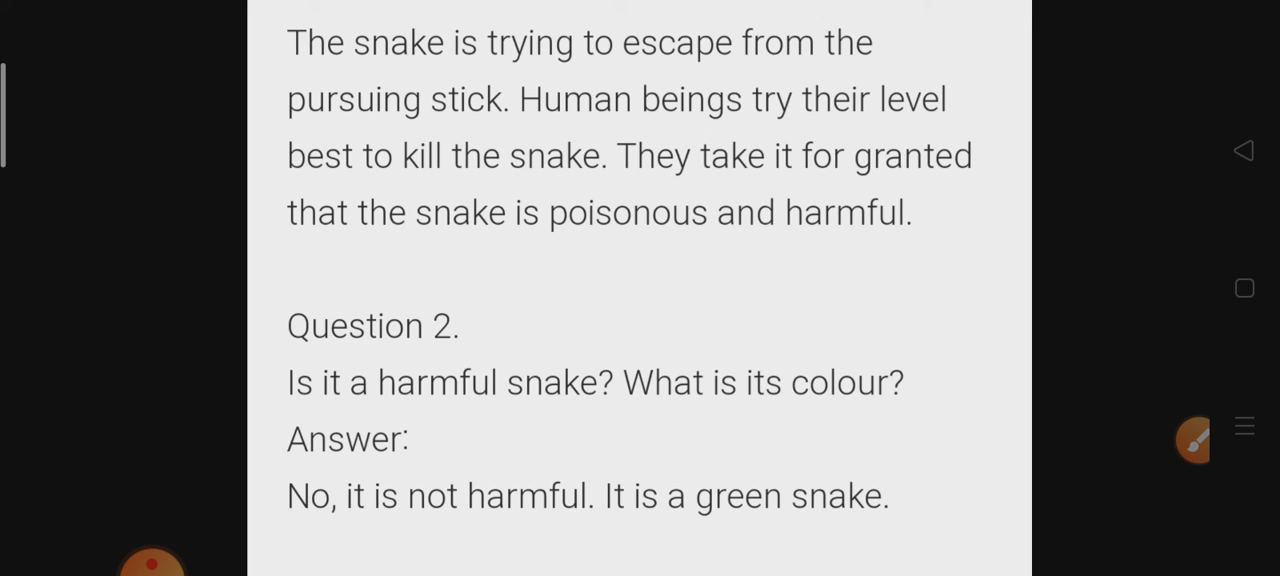 The snake is trying to escape from the
pursuing stick. Human beings try their level
best to kill the snake. They take it for granted
that the snake is poisonous and harmful.
Question 2.
Is it a harmful snake? What is its colour?
Answer:
No, it is not harmful. It is a green snake.